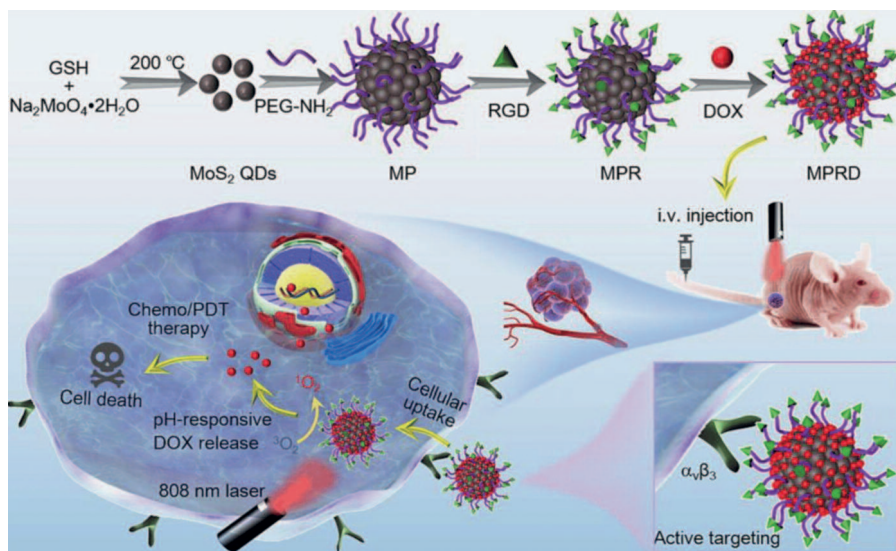 GSH
+
Na₂MoO₄•2H₂O
200 ℃
PEG-NH₂
RGD
DOX
MoS₂ QDs
MP
MPR
MPRD
i.v. injection
Chemo/PDT
therapy
Cell death
¹O₂
³O₂
pH-responsive
DOX release
Cellular
uptake
808 nm laser
αᵥβ₃
Active targeting